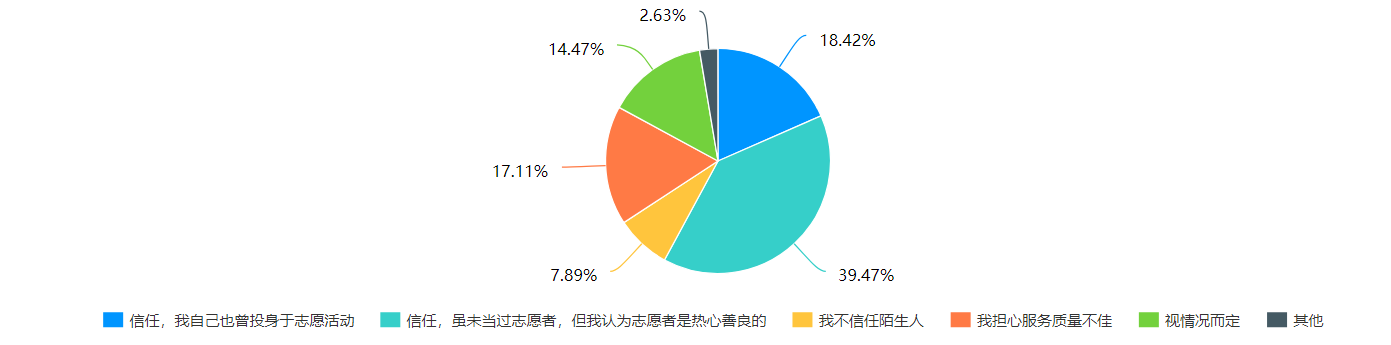 2.63%
18.42%
14.47%
17.11%
7.89%
39.47%
信任，我自己也曾投身于志愿活动
信任，虽未当过志愿者，但我认为志愿者是热心善良的
我不信任陌生人
我担心服务质量不佳
视情况而定
其他